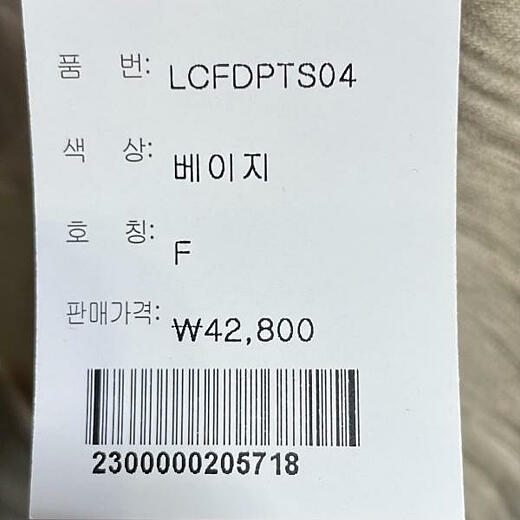 품 번: LCFDPTS04
색 상: 베이지
호 칭: F
판매가격: ₩42,800
2300000205718